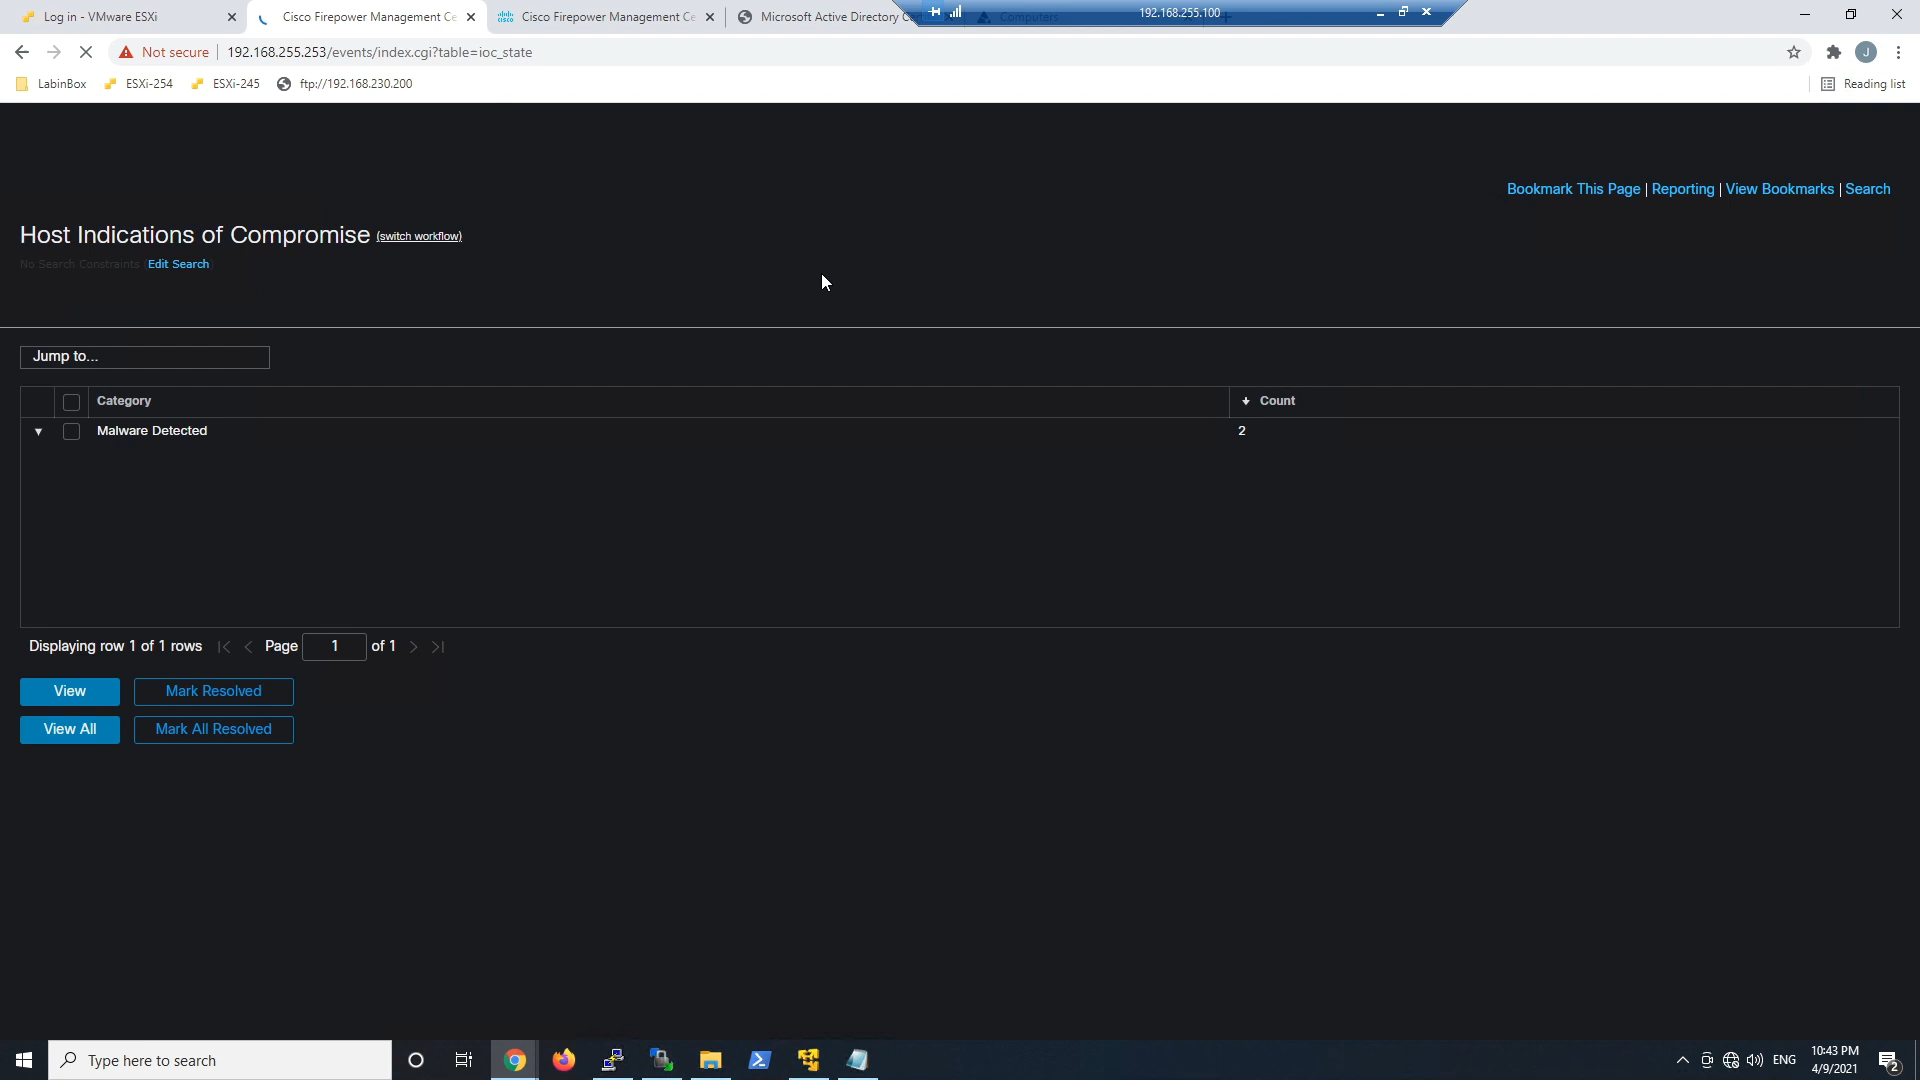 Log in - VMware ESXi
Cisco Firepower Management Ce
Cisco Firepower Management Ce
Microsoft Active Directory Ce
Computers
192.168.255.100
Not secure
192.168.255.253/events/index.cgi?table=ioc_state
J
LabinBox
ESXi-254
ESXi-245
ftp://192.168.230.200
Reading list
Bookmark This Page | Reporting | View Bookmarks | Search
Host Indications of Compromise (switch workflow)
No Search Constraints (Edit Search)
Jump to...
Category
Count
Malware Detected
2
Displaying row 1 of 1 rows |< < Page 1 of 1 > >|
View
Mark Resolved
View All
Mark All Resolved
Type here to search
ENG
10:43 PM
4/9/2021
2